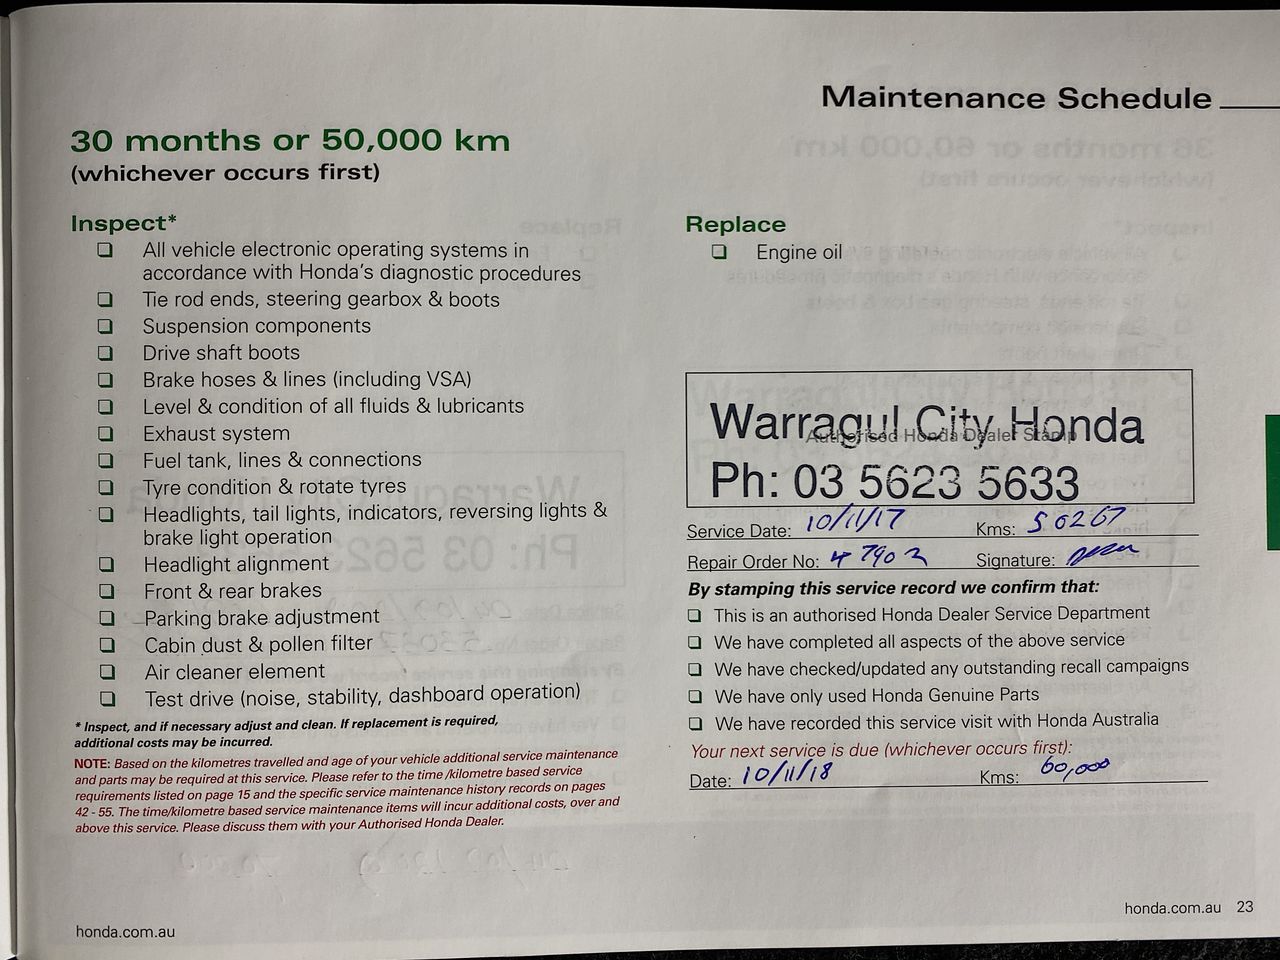 Maintenance Schedule
30 months or 50,000 km
(whichever occurs first)
Inspect*
All vehicle electronic operating systems in
accordance with Honda's diagnostic procedures
Tie rod ends, steering gearbox & boots
Suspension components
Drive shaft boots
Brake hoses & lines (including VSA)
Level & condition of all fluids & lubricants
Exhaust system
Fuel tank, lines & connections
Tyre condition & rotate tyres
Headlights, tail lights, indicators, reversing lights &
brake light operation
Headlight alignment
Front & rear brakes
Parking brake adjustment
Cabin dust & pollen filter
Air cleaner element
Test drive (noise, stability, dashboard operation)
* Inspect, and if necessary adjust and clean. If replacement is required,
additional costs may be incurred.
NOTE: Based on the kilometres travelled and age of your vehicle additional service maintenance
and parts may be required at this service. Please refer to the time /kilometre based service
requirements listed on page 15 and the specific service maintenance history records on pages
42 - 55. The time/kilometre based service maintenance items will incur additional costs, over and
above this service. Please discuss them with your Authorised Honda Dealer.
honda.com.au
Replace
Engine oil
Warragul City Honda
Authorised Honda Dealer Stamp
Ph: 03 5623 5633
Service Date: 10/11/17 Kms: 50267
Repair Order No: 47902 Signature:
By stamping this service record we confirm that:
This is an authorised Honda Dealer Service Department
We have completed all aspects of the above service
We have checked/updated any outstanding recall campaigns
We have only used Honda Genuine Parts
We have recorded this service visit with Honda Australia
Your next service is due (whichever occurs first):
Date: 10/11/18 Kms: 60,000
honda.com.au 23